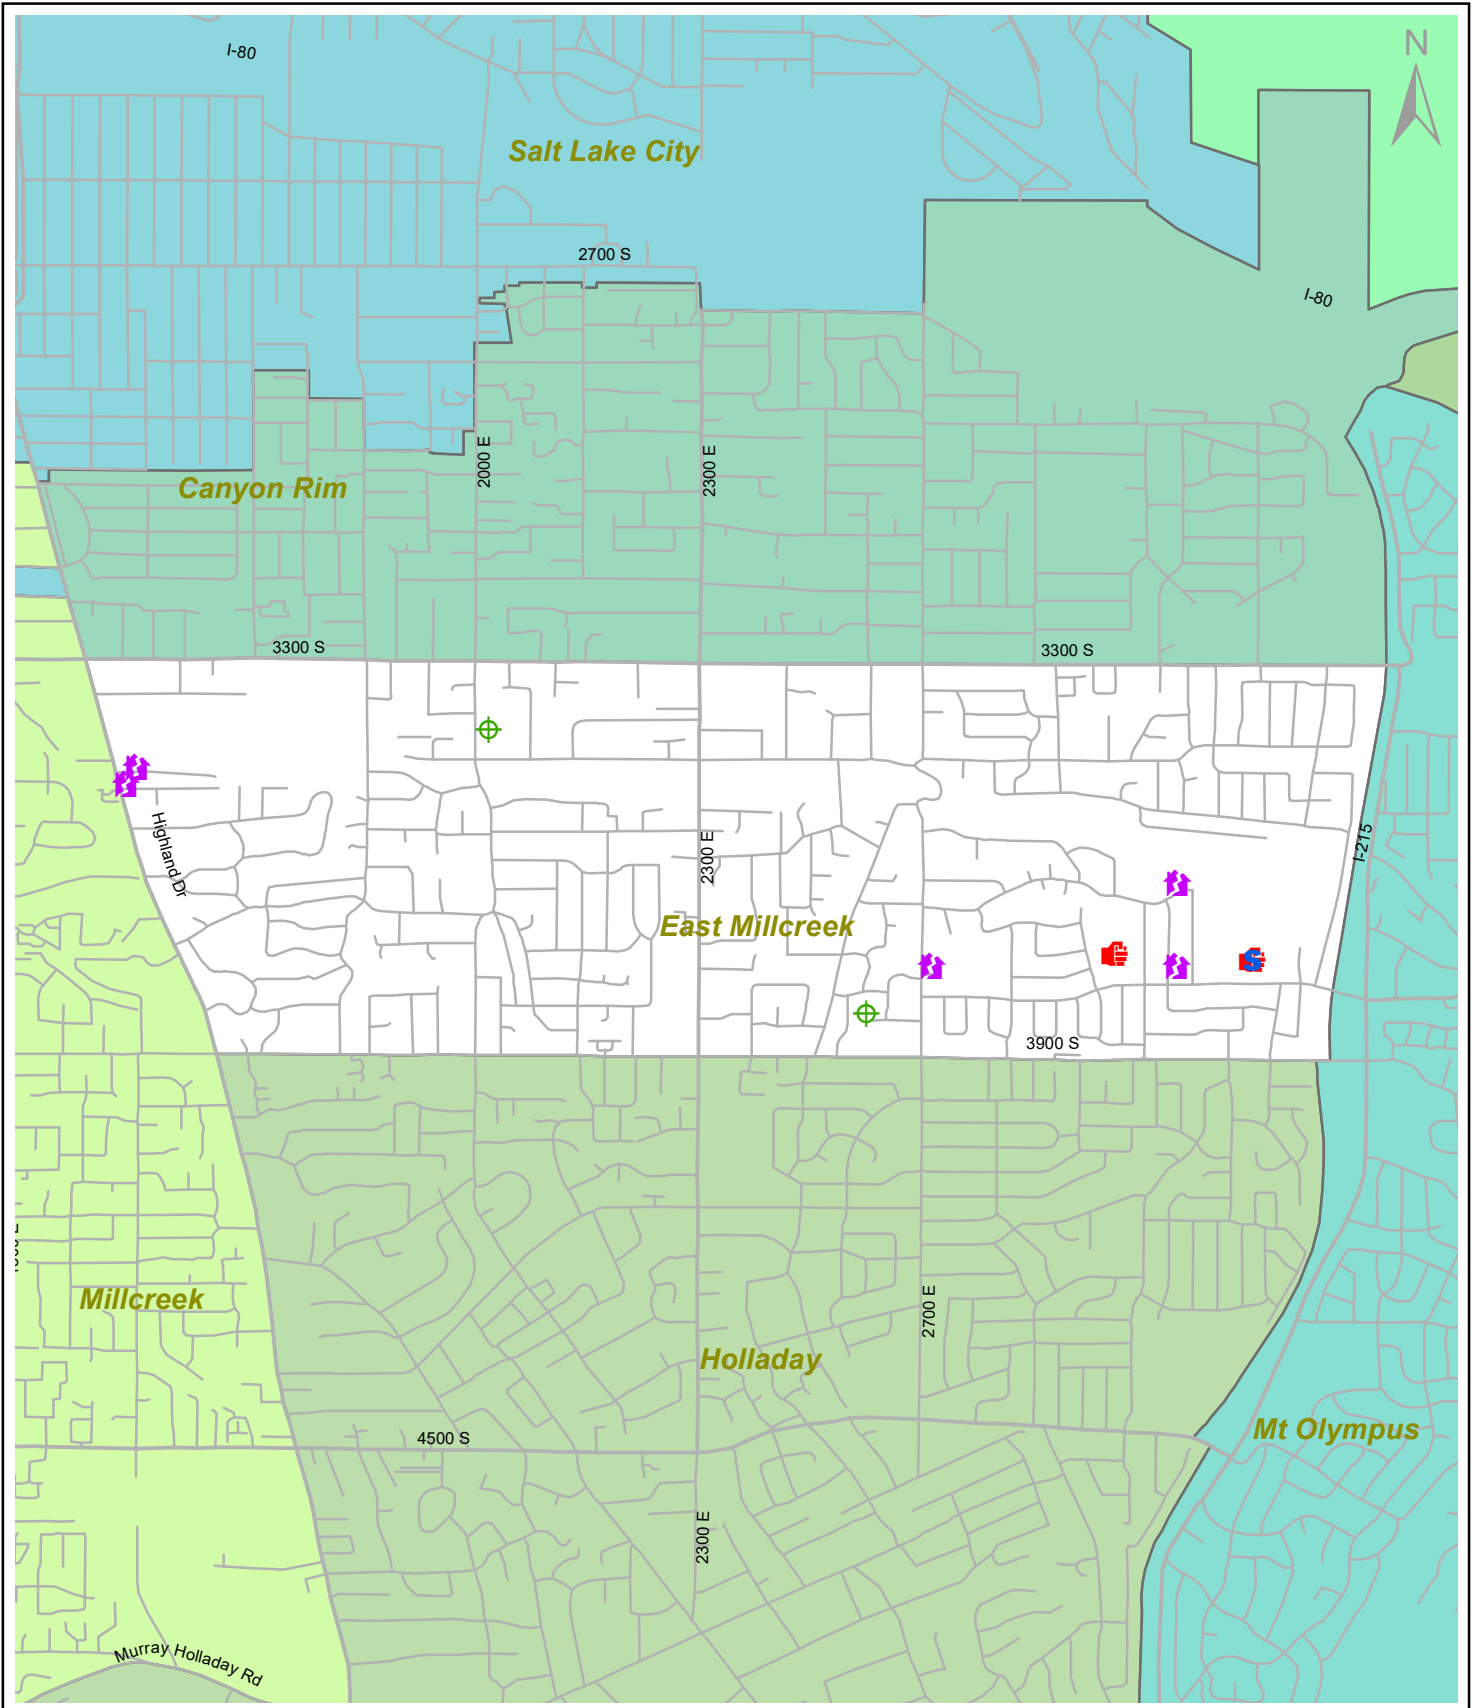 I-80
N
Salt Lake City
2700 S
I-80
2000 E
2300 E
Canyon Rim
3300 S
3300 S
Highland Dr
2300 E
I-215
East Millcreek
S
3900 S
Millcreek
2700 E
Holladay
Mt Olympus
4500 S
2300 E
Murray Holladay Rd